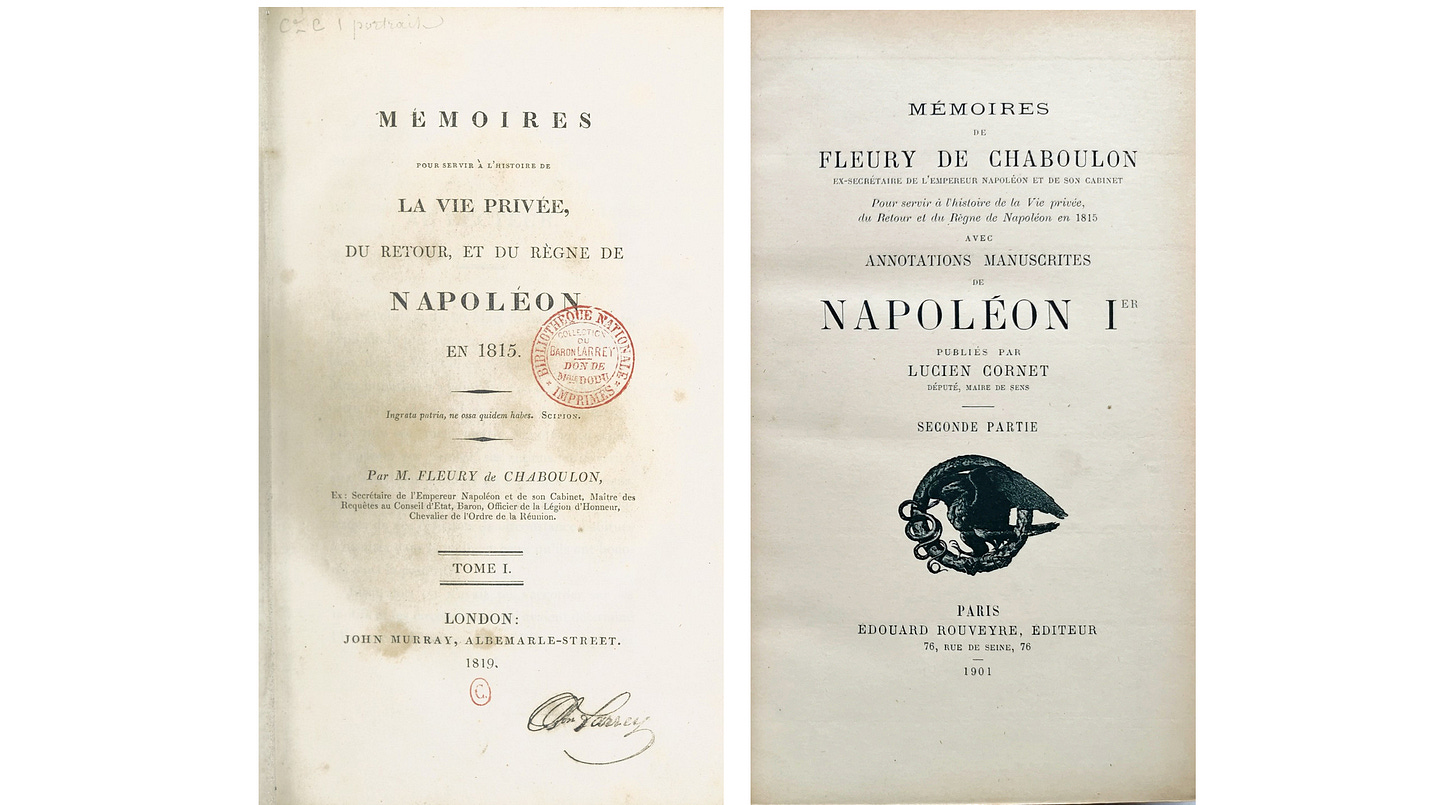 1 portrait
MÉMOIRES
POUR SERVIR À L'HISTOIRE DE
LA VIE PRIVÉE,
DU RETOUR, ET DU RÈGNE DE
NAPOLÉON
EN 1815.
BIBLIOTHÈQUE NATIONALE
COLLECTION
DU
BARON LARREY
DON DE
MELLE DODU
IMPRIMÉS
Ingrata patria, ne ossa quidem habes. SCIPION.
Par M. FLEURY de CHABOULON,
Ex: Secrétaire de l'Empereur Napoléon et de son Cabinet, Maître des
Requêtes au Conseil d'Etat, Baron, Officier de la Légion d'Honneur,
Chevalier de l'Ordre de la Réunion.
TOME I.
LONDON:
JOHN MURRAY, ALBEMARLE-STREET.
1819.
C.
Bon Larrey
MÉMOIRES
DE
FLEURY DE CHABOULON
EX-SECRÉTAIRE DE L'EMPEREUR NAPOLÉON ET DE SON CABINET
Pour servir à l'histoire de la Vie privée,
du Retour et du Règne de Napoléon en 1815
AVEC
ANNOTATIONS MANUSCRITES
DE
NAPOLÉON IER
PUBLIÉS PAR
LUCIEN CORNET
DÉPUTÉ, MAIRE DE SENS
SECONDE PARTIE
PARIS
EDOUARD ROUVEYRE, EDITEUR
76, RUE DE SEINE, 76
1901